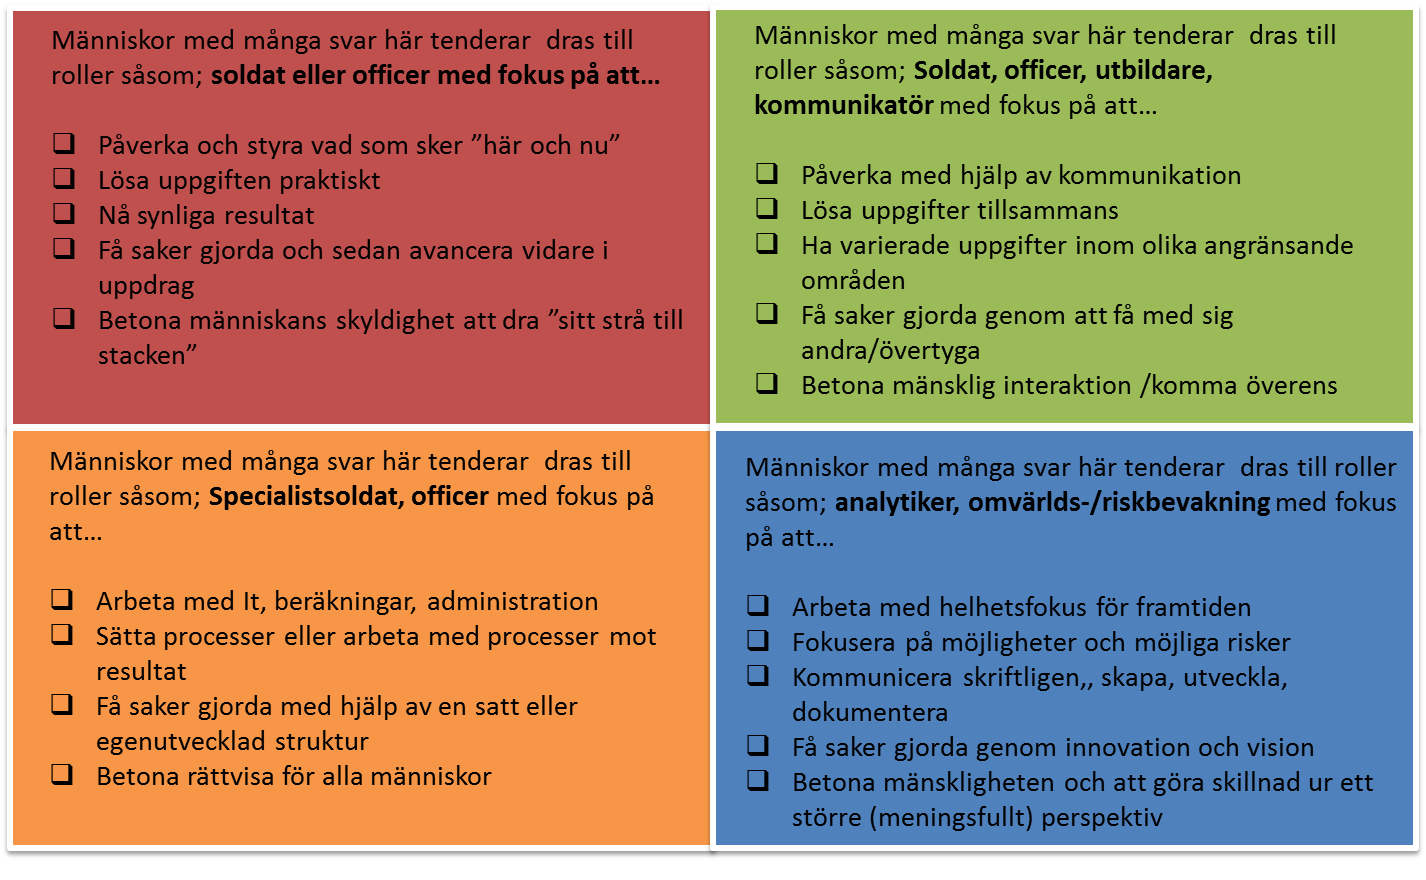 Människor med många svar här tenderar  dras till
roller såsom; soldat eller officer med fokus på att…
❑ Påverka och styra vad som sker ”här och nu”
❑ Lösa uppgiften praktiskt
❑ Nå synliga resultat
❑ Få saker gjorda och sedan avancera vidare i
uppdrag
❑ Betona människans skyldighet att dra ”sitt strå till
stacken”
Människor med många svar här tenderar  dras till
roller såsom; Soldat, officer, utbildare,
kommunikatör med fokus på att…
❑ Påverka med hjälp av kommunikation
❑ Lösa uppgifter tillsammans
❑ Ha varierade uppgifter inom olika angränsande
områden
❑ Få saker gjorda genom att få med sig
andra/övertyga
❑ Betona mänsklig interaktion /komma överens
Människor med många svar här tenderar  dras till
roller såsom; Specialistsoldat, officer med fokus på
att…
❑ Arbeta med It, beräkningar, administration
❑ Sätta processer eller arbeta med processer mot
resultat
❑ Få saker gjorda med hjälp av en satt eller
egenutvecklad struktur
❑ Betona rättvisa för alla människor
Människor med många svar här tenderar  dras till roller
såsom; analytiker, omvärlds-/riskbevakning med fokus
på att…
❑ Arbeta med helhetsfokus för framtiden
❑ Fokusera på möjligheter och möjliga risker
❑ Kommunicera skriftligen,, skapa, utveckla,
dokumentera
❑ Få saker gjorda genom innovation och vision
❑ Betona mänskligheten och att göra skillnad ur ett
större (meningsfullt) perspektiv